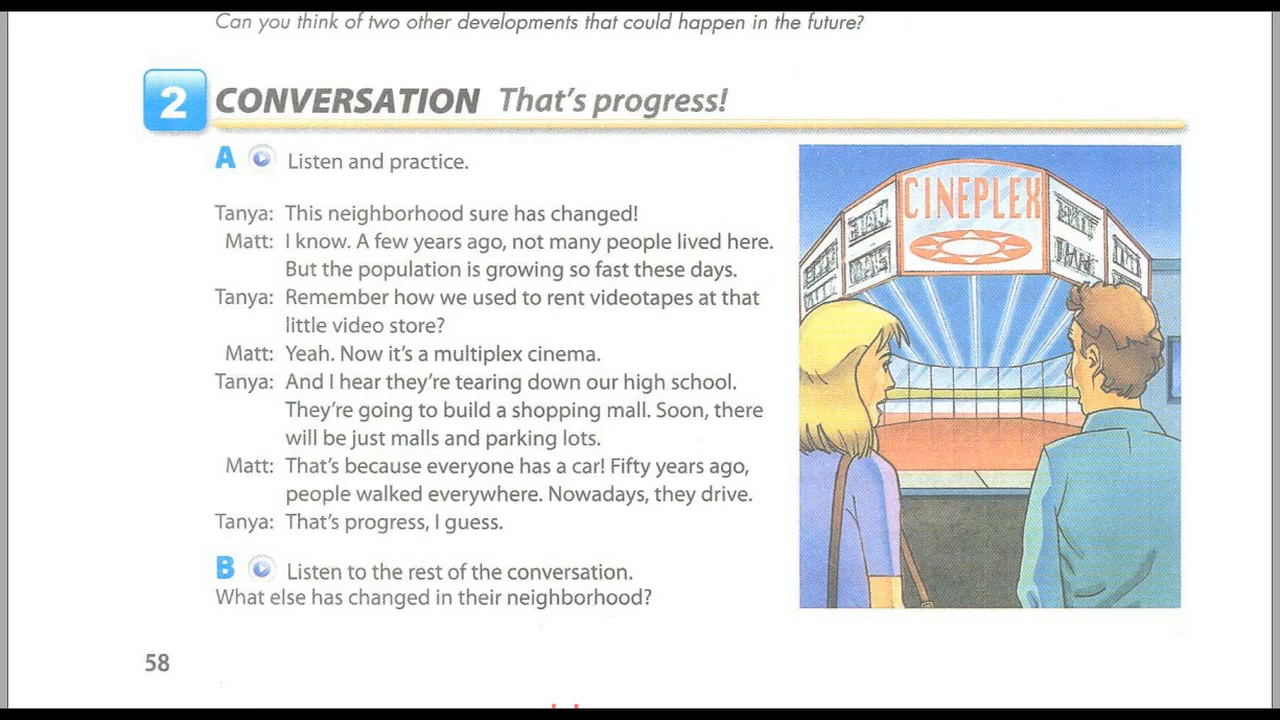 Can you think of two other developments that could happen in the future?
2 CONVERSATION That's progress!
A Listen and practice.
Tanya: This neighborhood sure has changed!
Matt: I know. A few years ago, not many people lived here.
But the population is growing so fast these days.
Tanya: Remember how we used to rent videotapes at that
little video store?
Matt: Yeah. Now it's a multiplex cinema.
Tanya: And I hear they're tearing down our high school.
They're going to build a shopping mall. Soon, there
will be just malls and parking lots.
Matt: That's because everyone has a car! Fifty years ago,
people walked everywhere. Nowadays, they drive.
Tanya: That's progress, I guess.
B Listen to the rest of the conversation.
What else has changed in their neighborhood?
CINEPLEX
58